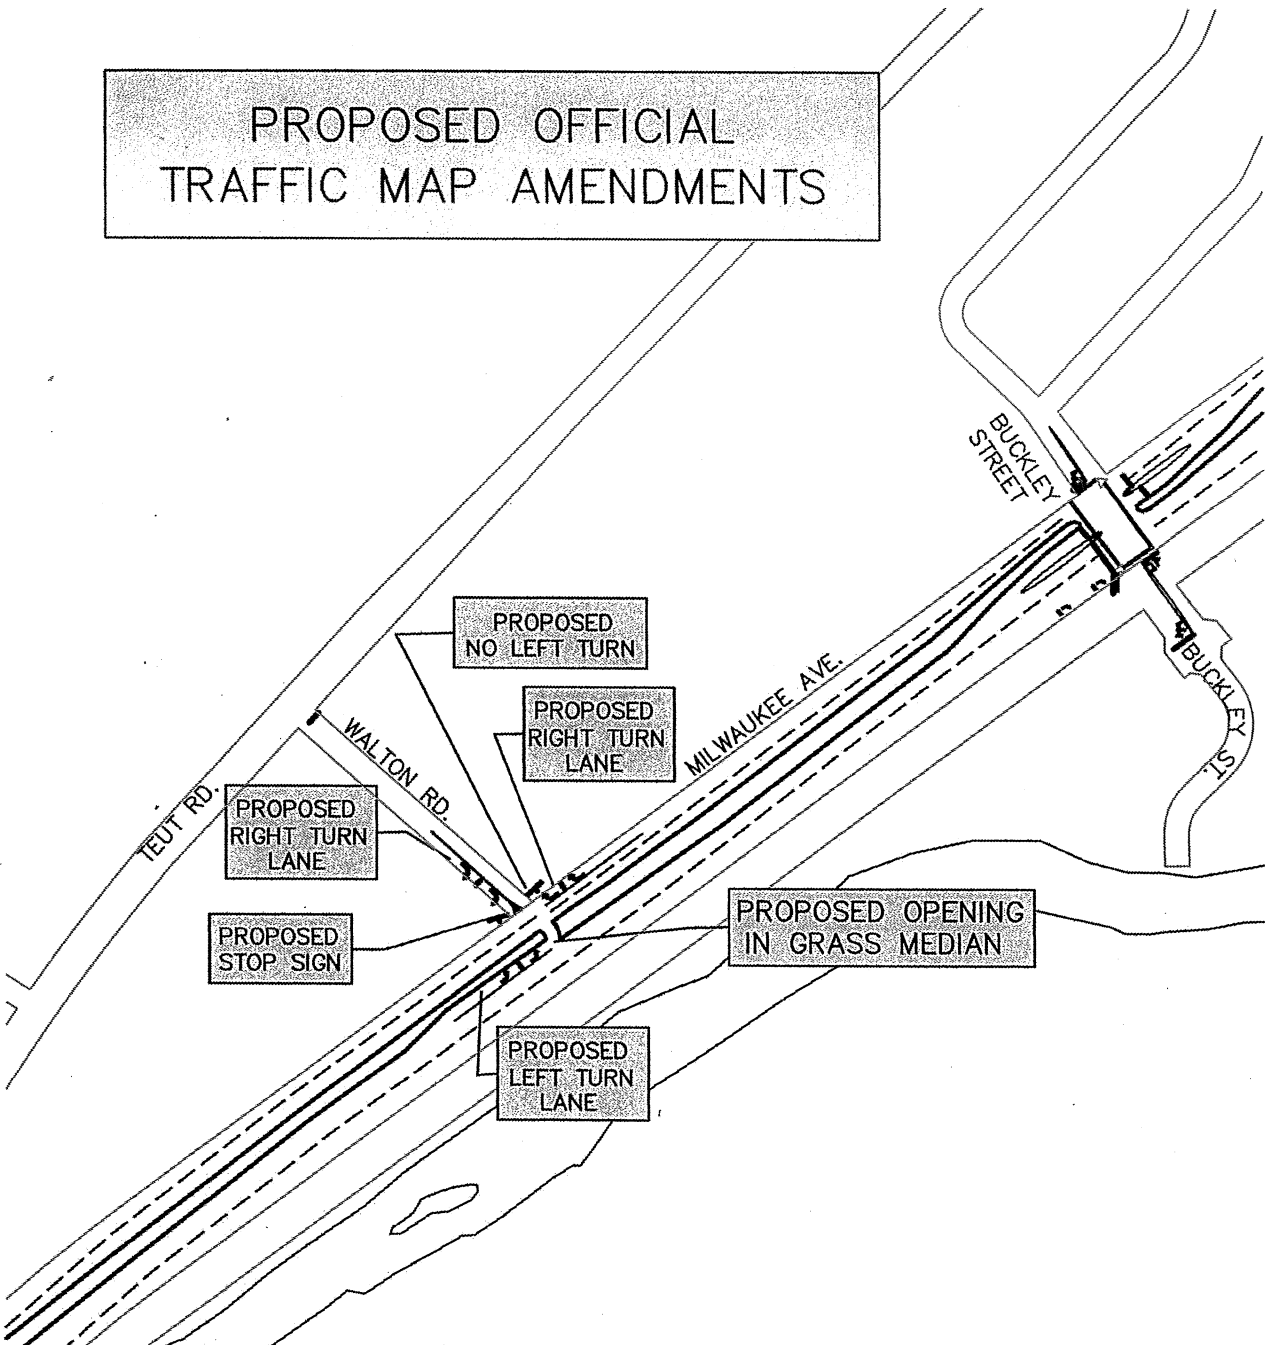 PROPOSED OFFICIAL
TRAFFIC MAP AMENDMENTS
BUCKLEY
STREET
PROPOSED
NO LEFT TURN
PROPOSED
RIGHT TURN
LANE
MILWAUKEE AVE.
BUCKLEY ST.
WALTON RD.
TEUT RD.
PROPOSED
RIGHT TURN
LANE
PROPOSED OPENING
IN GRASS MEDIAN
PROPOSED
STOP SIGN
PROPOSED
LEFT TURN
LANE